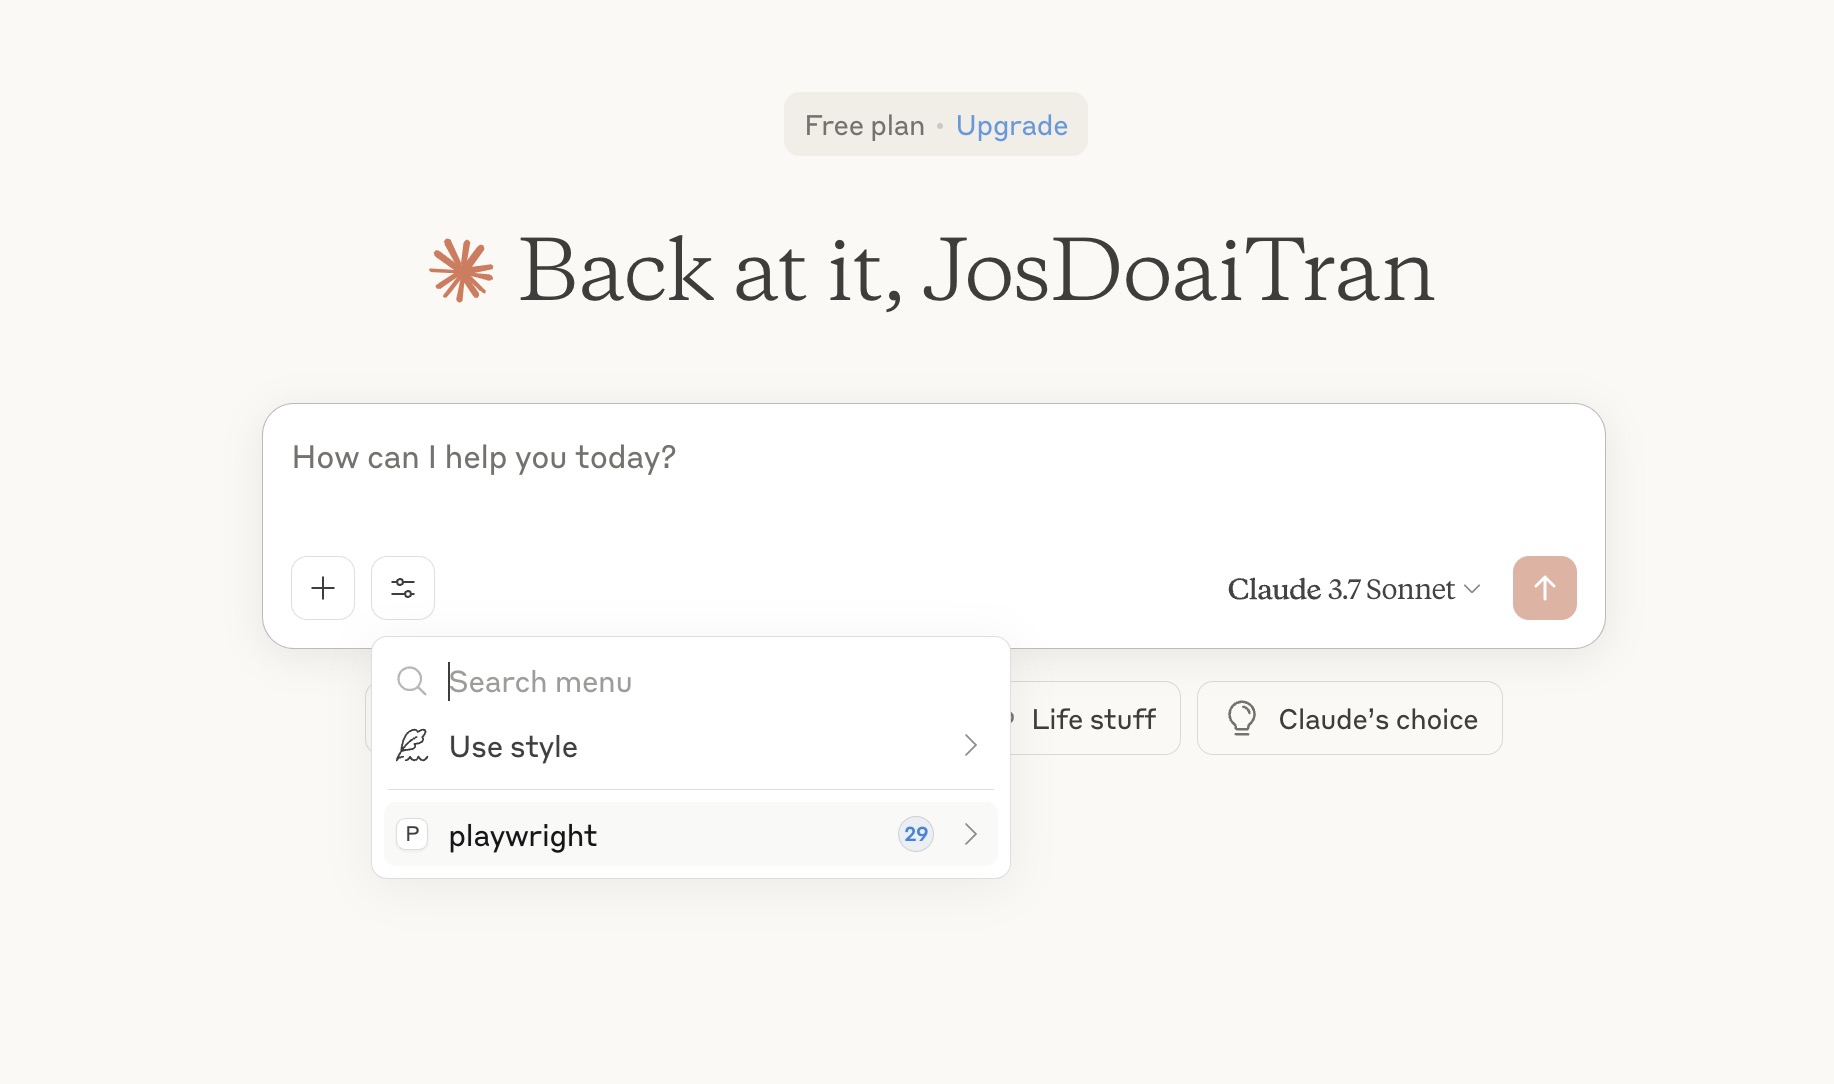 Free plan • Upgrade
Back at it, JosDoaiTran
How can I help you today?
Claude 3.7 Sonnet
Search menu
Use style
Life stuff
Claude’s choice
P playwright 29